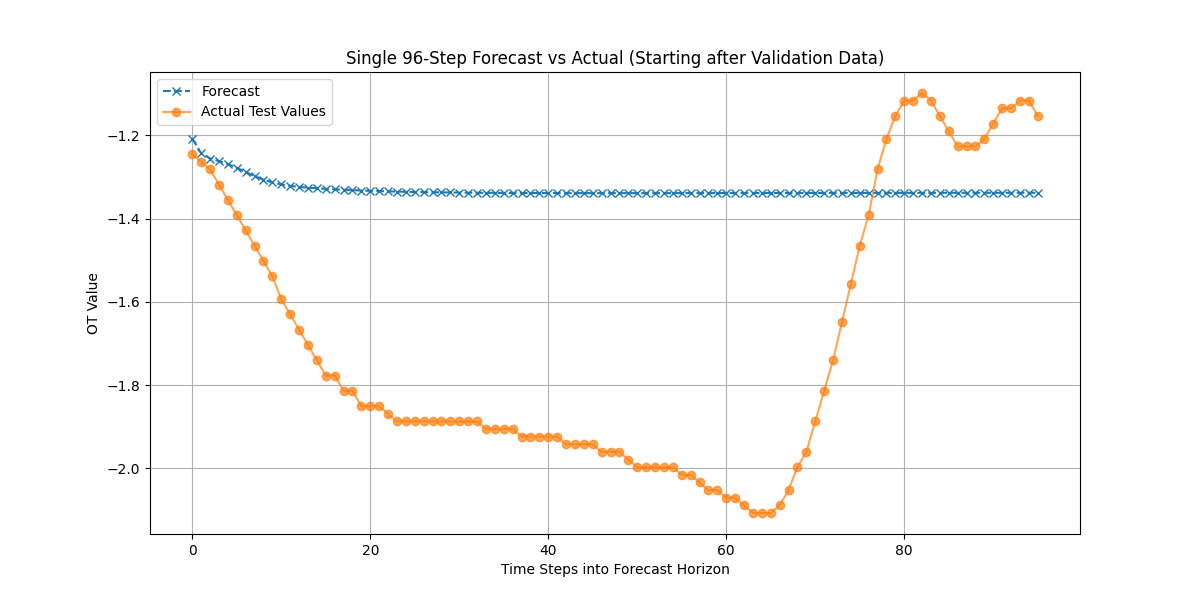 Single 96-Step Forecast vs Actual (Starting after Validation Data)
Forecast
Actual Test Values
OT Value
−1.2
−1.4
−1.6
−1.8
−2.0
0 20 40 60 80
Time Steps into Forecast Horizon